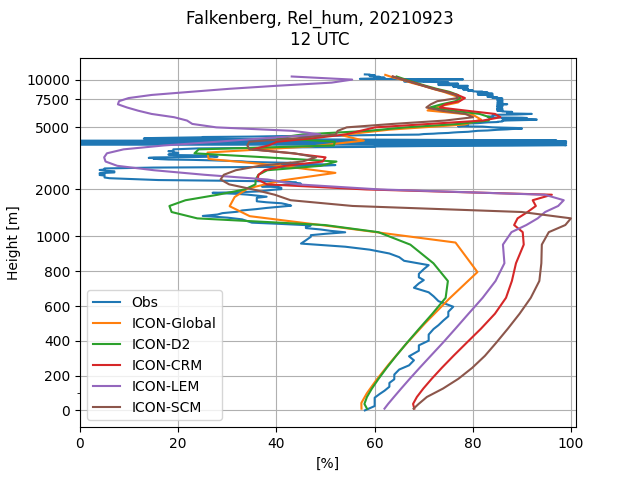 Falkenberg, Rel_hum, 20210923
12 UTC
Height [m]
10000
7500
5000
2000
1000
800
600
400
200
0
Obs
ICON-Global
ICON-D2
ICON-CRM
ICON-LEM
ICON-SCM
0 20 40 60 80 100
[%]